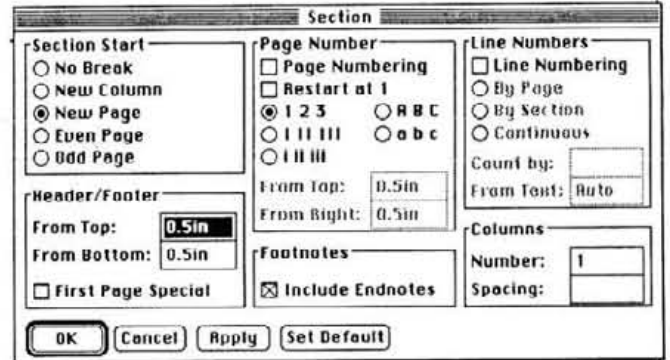 Section
Section Start
No Break
New Column
New Page
Even Page
Odd Page
Header/Footer
From Top: 0.5in
From Bottom: 0.5in
First Page Special
Page Number
Page Numbering
Restart at 1
1 2 3 A B C
I II III a b c
i ii iii
From Top: 0.5in
From Right: 0.5in
Footnotes
Include Endnotes
Line Numbers
Line Numbering
By Page
By Section
Continuous
Count by:
From Text: Auto
Columns
Number: 1
Spacing:
OK Cancel Apply Set Default